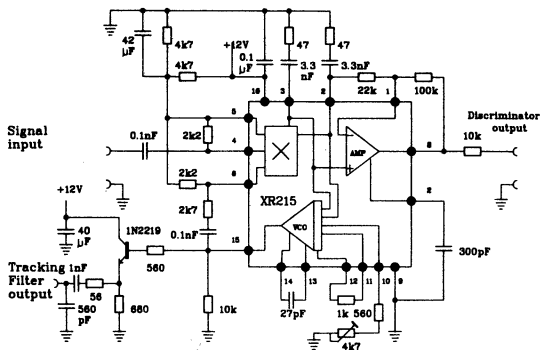 42
μF
4k7
+12V
0.1
μF
47
3.3
nF
47
3.3nF
4k7
22k
100k
16
3
2
1
Discriminator
output
Signal
input
5
0.1nF
2k2
4
AMP
8
10k
6
2k2
XR215
2
+12V
2k7
VCO
0.1nF
40
μF
1N2219
15
300pF
560
14
13
12
11
10
9
Tracking
Filter
output
1nF
56
27pF
1k
560
560
pF
680
10k
4k7